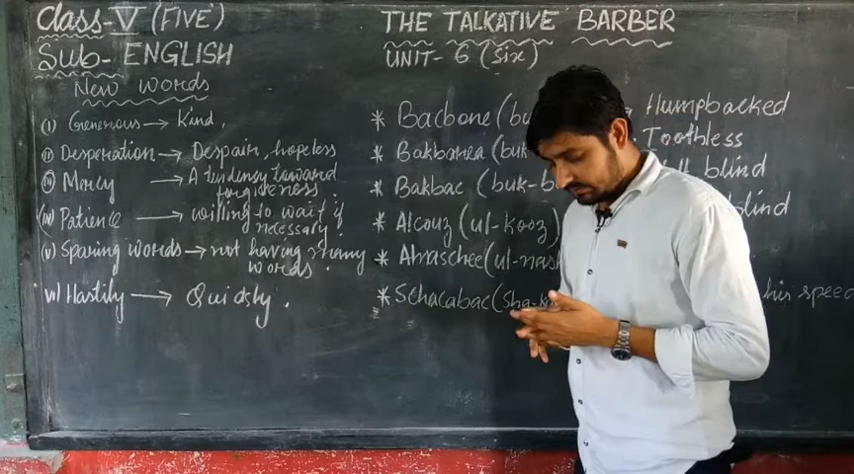 Class-V (FIVE)
Sub- ENGLISH
New words
(i) Generous → Kind,
(ii) Desperation → Despair, hopeless
(iii) Mercy → A tendency toward
forgiveness.
(iv) Patience → willing to wait if
necessary.
(v) Sparing words → not having many
words.
vi) Hastily → Quickly.
THE TALKATIVE BARBER
UNIT- 6 (Six)
* Bacbone (bu Humpbacked
* Bakbarea (buk Toothless
* Bakbac (buk-b blind
* Alcouz (ul-kooz) blind
* Alnaschee (ul-nash
* Schacabac (Sha-k his speec